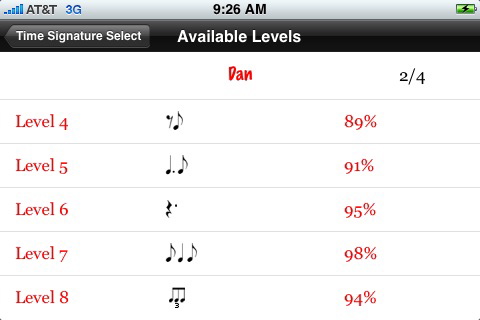 AT&T 3G 9:26 AM
Time Signature Select Available Levels
Dan 2/4
Level 4 89%
Level 5 91%
Level 6 95%
Level 7 98%
Level 8 3 94%